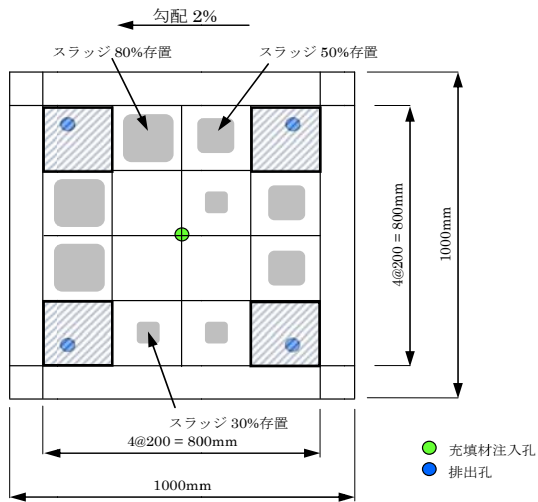 勾配 2%
スラッジ 80%存置
スラッジ 50%存置
4@200 = 800mm
1000mm
スラッジ 30%存置
4@200 = 800mm
1000mm
充填材注入孔
排出孔